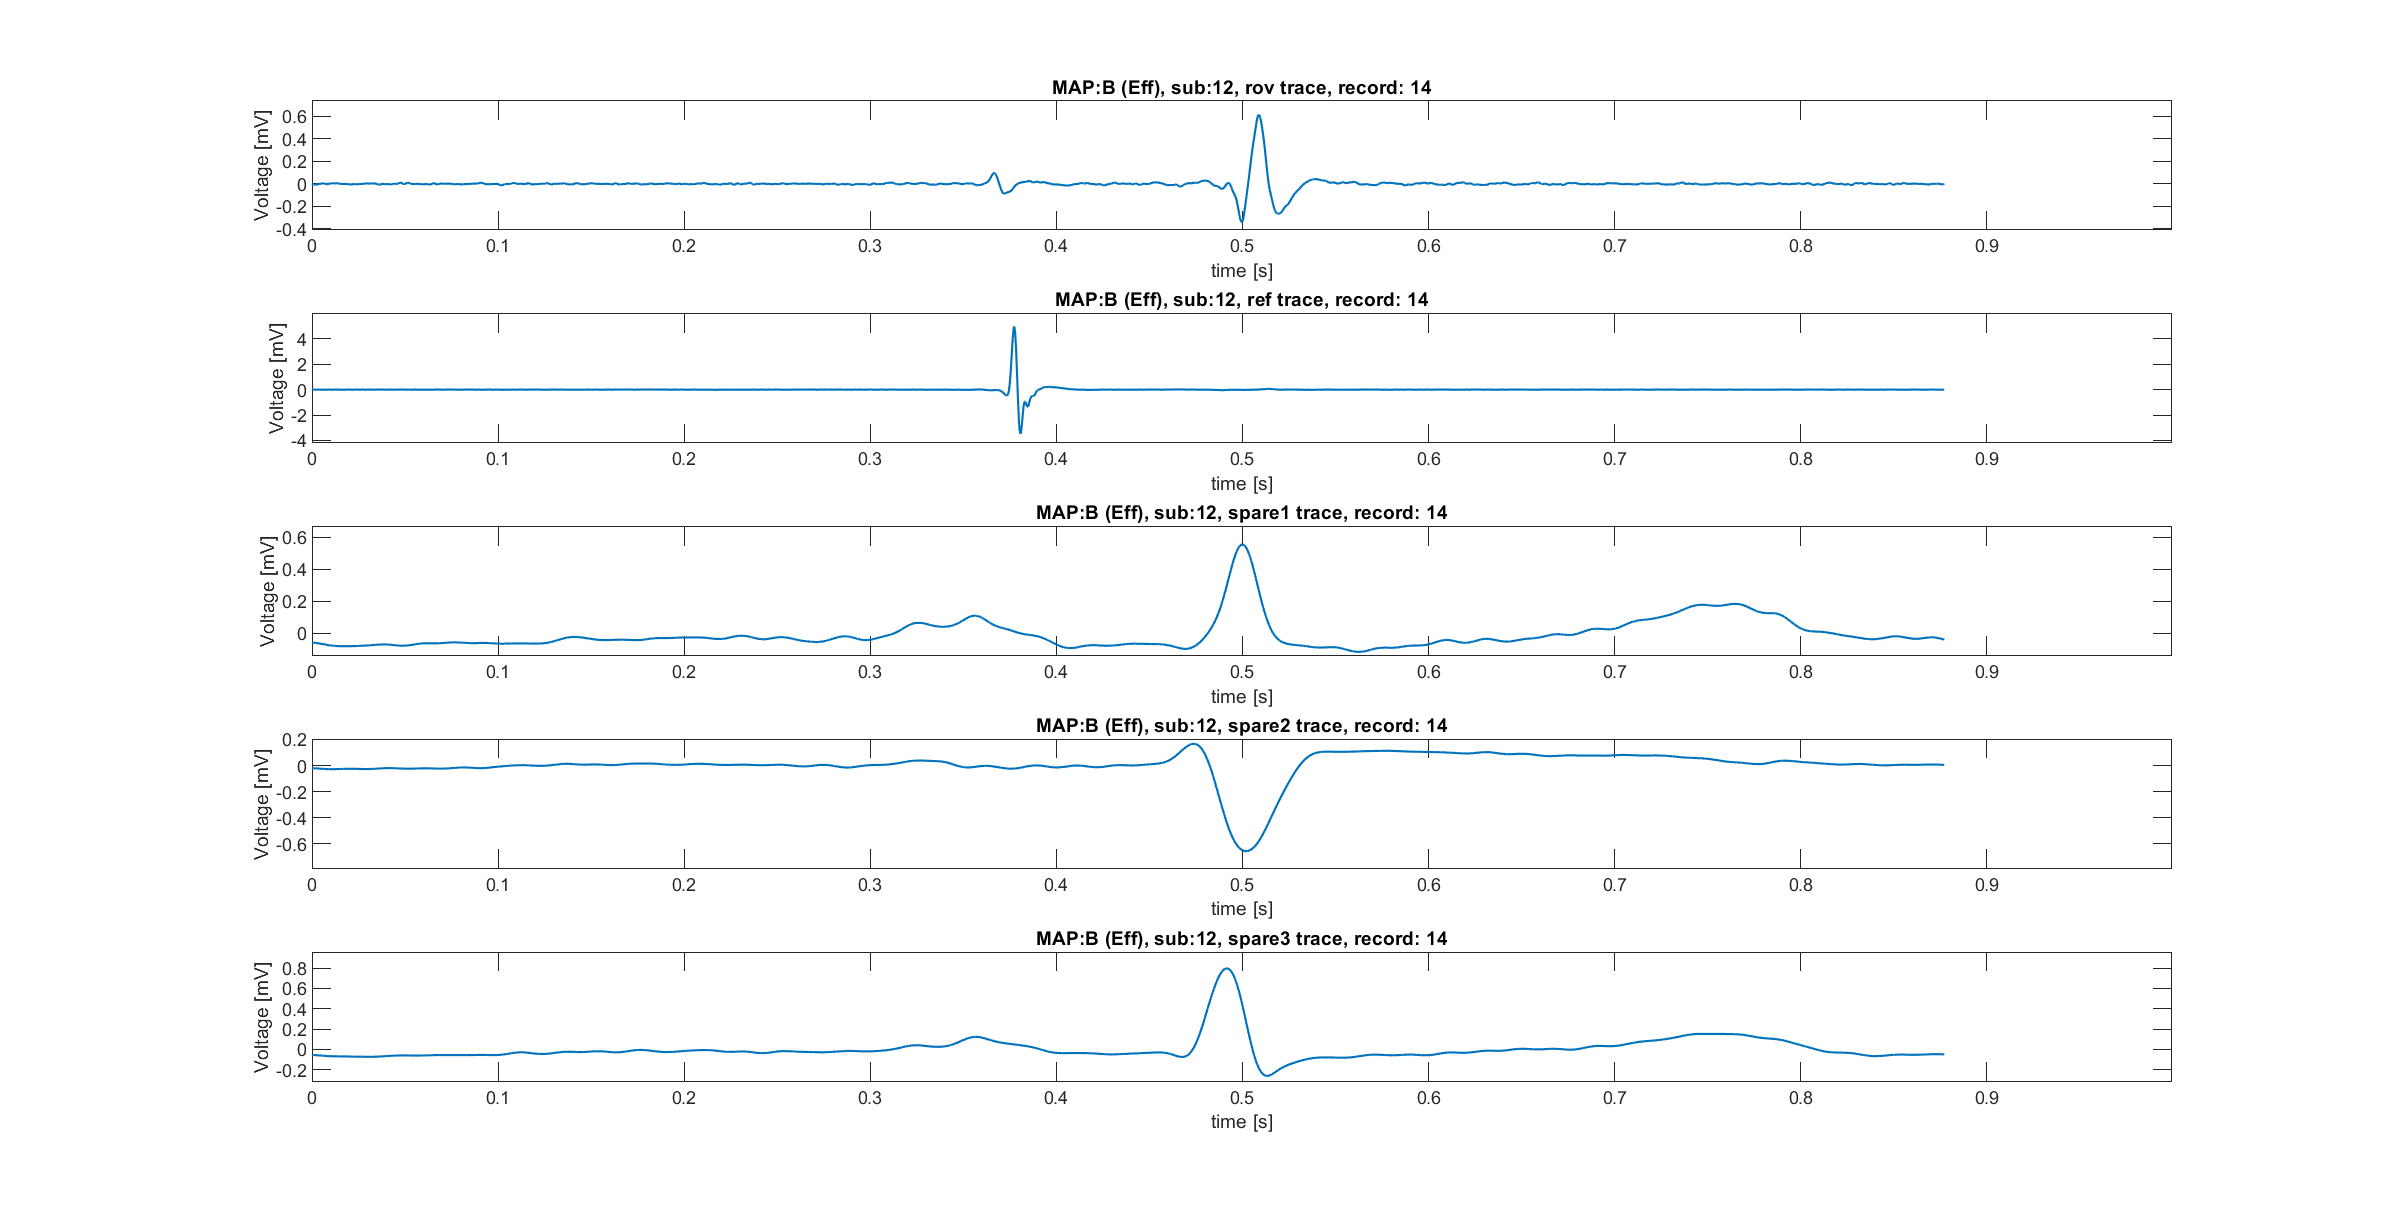 MAP:B (Eff), sub:12, rov trace, record: 14
Voltage [mV]
0.6
0.4
0.2
0
-0.2
-0.4
0 0.1 0.2 0.3 0.4 0.5 0.6 0.7 0.8 0.9
time [s]
MAP:B (Eff), sub:12, ref trace, record: 14
Voltage [mV]
4
2
0
-2
-4
0 0.1 0.2 0.3 0.4 0.5 0.6 0.7 0.8 0.9
time [s]
MAP:B (Eff), sub:12, spare1 trace, record: 14
Voltage [mV]
0.6
0.4
0.2
0
0 0.1 0.2 0.3 0.4 0.5 0.6 0.7 0.8 0.9
time [s]
MAP:B (Eff), sub:12, spare2 trace, record: 14
Voltage [mV]
0.2
0
-0.2
-0.4
-0.6
0 0.1 0.2 0.3 0.4 0.5 0.6 0.7 0.8 0.9
time [s]
MAP:B (Eff), sub:12, spare3 trace, record: 14
Voltage [mV]
0.8
0.6
0.4
0.2
0
-0.2
0 0.1 0.2 0.3 0.4 0.5 0.6 0.7 0.8 0.9
time [s]